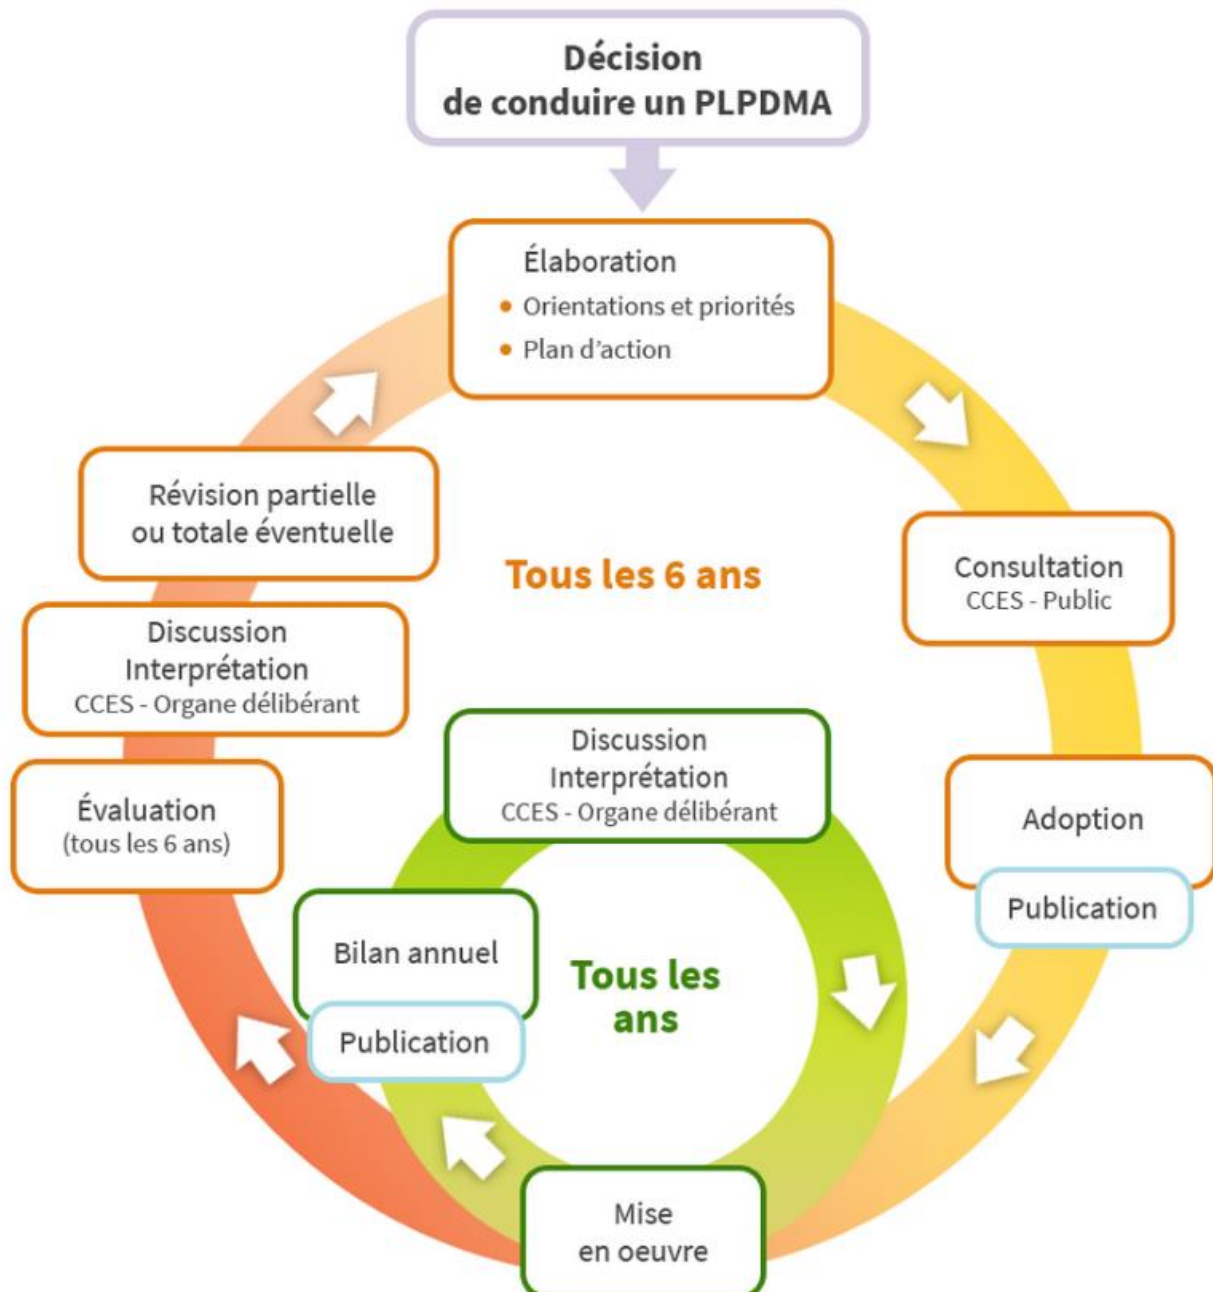 Décision
de conduire un PLPDMA
Élaboration
• Orientations et priorités
• Plan d’action
Révision partielle
ou totale éventuelle
Tous les 6 ans
Consultation
CCES - Public
Discussion
Interprétation
CCES - Organe délibérant
Discussion
Interprétation
CCES - Organe délibérant
Évaluation
(tous les 6 ans)
Adoption
Publication
Bilan annuel
Publication
Tous les
ans
Mise
en oeuvre